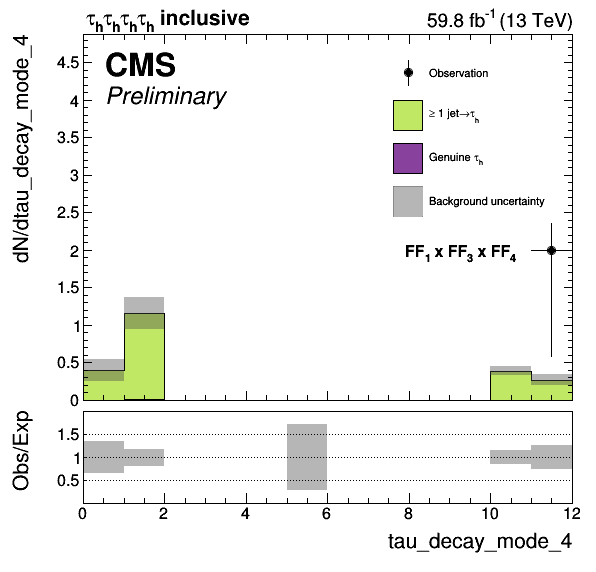 τhτhτhτh inclusive
59.8 fb-1 (13 TeV)
CMS
Preliminary
dN/dtau_decay_mode_4
4.5
4
3.5
3
2.5
2
1.5
1
0.5
0
Observation
≥ 1 jet→τh
Genuine τh
Background uncertainty
FF1 x FF3 x FF4
Obs/Exp
1.5
1
0.5
0 2 4 6 8 10 12
tau_decay_mode_4